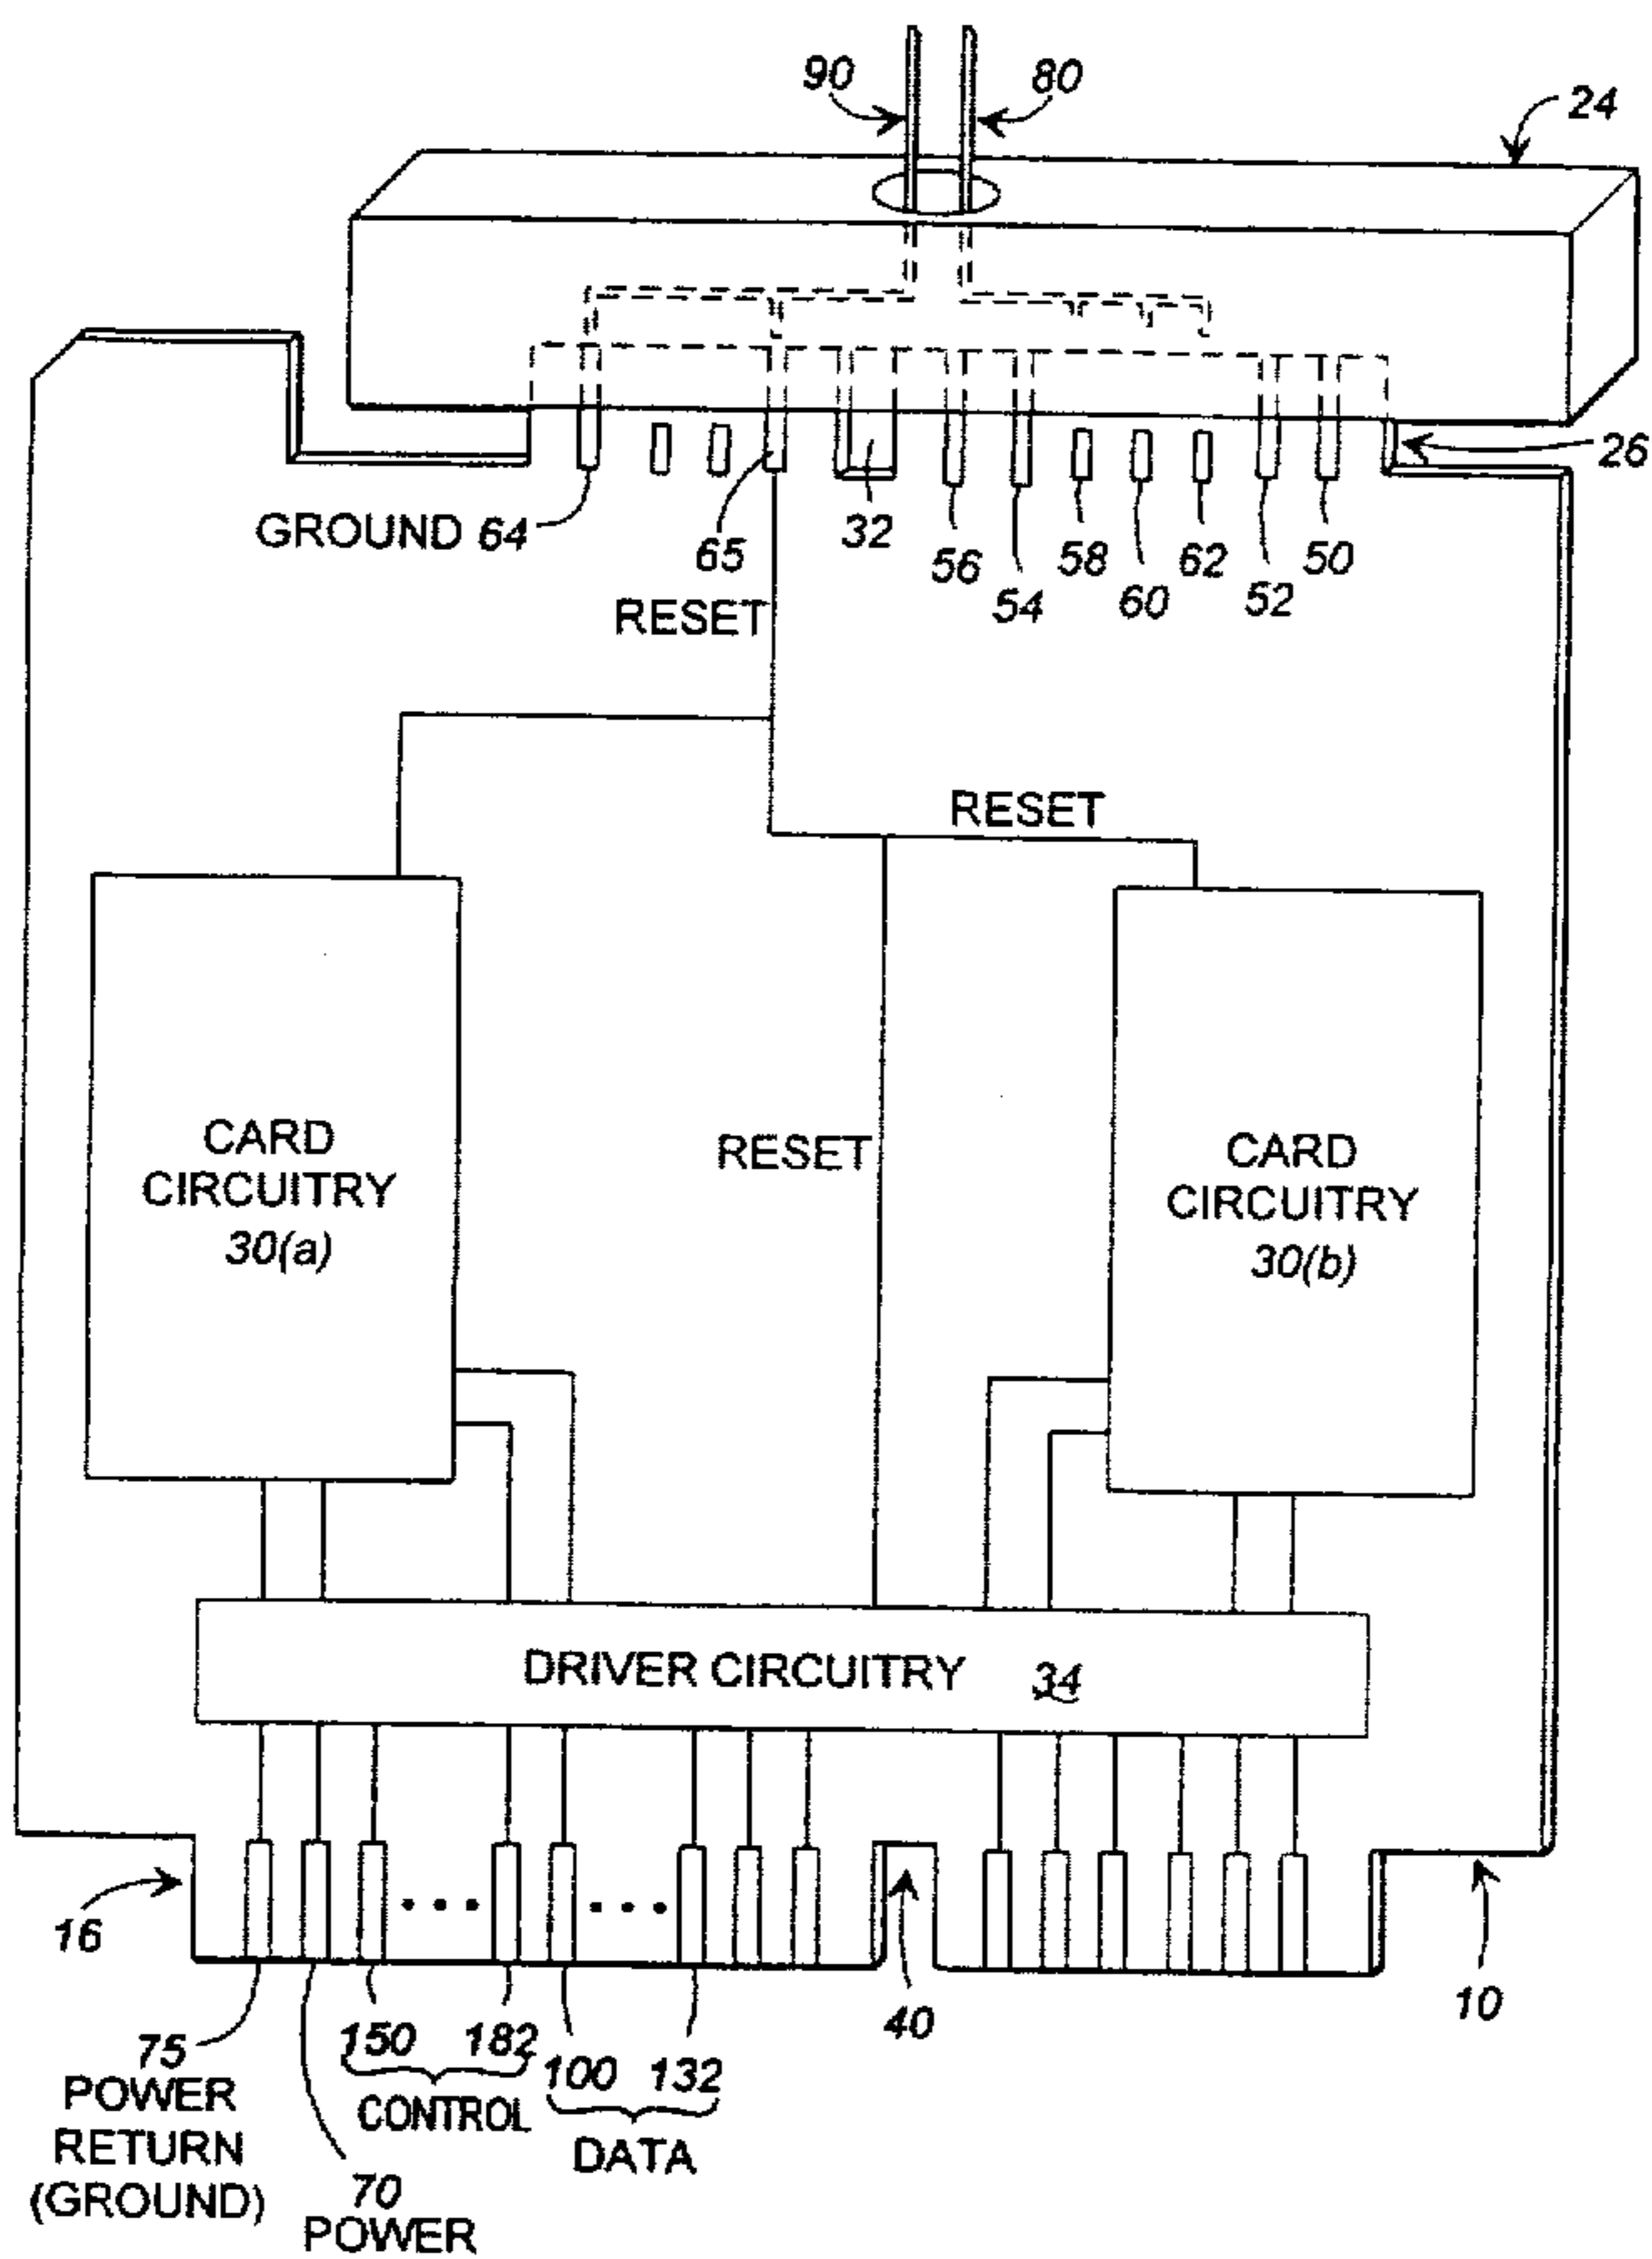 90
80
24
26
GROUND 64
65
32
56
54
58
60
62
52
50
RESET
RESET
CARD
CIRCUITRY
30(a)
RESET
CARD
CIRCUITRY
30(b)
DRIVER CIRCUITRY 34
16
75
POWER
RETURN
(GROUND)
70
POWER
150 182
CONTROL
100 132
DATA
40
10